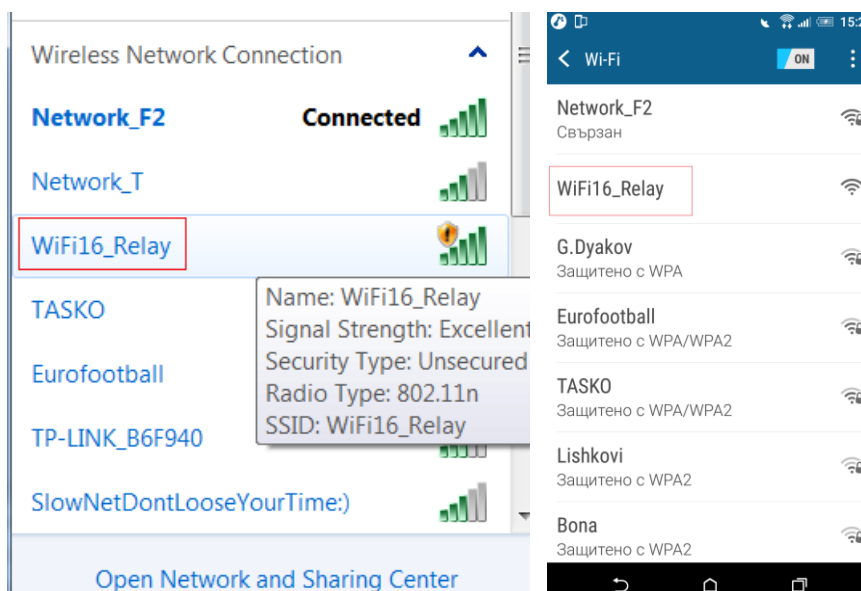 Wireless Network Connection
Network_F2 Connected
Network_T
WiFi16_Relay
TASKO
Name: WiFi16_Relay
Signal Strength: Excellent
Security Type: Unsecured
Radio Type: 802.11n
SSID: WiFi16_Relay
Eurofootball
TP-LINK_B6F940
SlowNetDontLooseYourTime:)
Open Network and Sharing Center
Wi-Fi
ON
Network_F2
Свързан
WiFi16_Relay
G.Dyakov
Защитено с WPA
Eurofootball
Защитено с WPA/WPA2
TASKO
Защитено с WPA/WPA2
Lishkovi
Защитено с WPA2
Bona
Защитено с WPA2